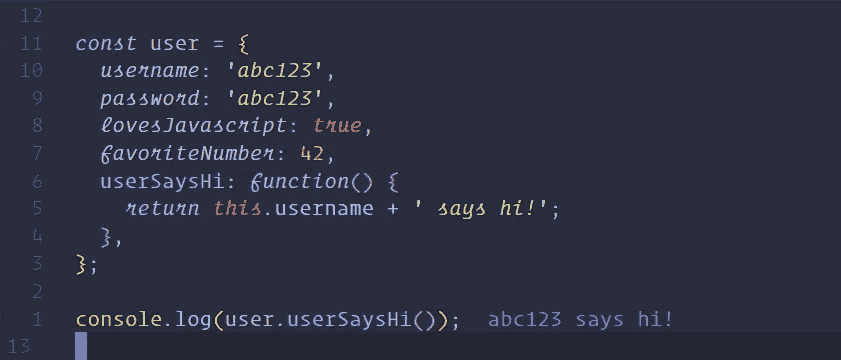 12
11 const user = {
10 username: 'abc123',
9 password: 'abc123',
8 lovesJavascript: true,
7 favoriteNumber: 42,
6 userSaysHi: function() {
5 return this.username + ' says hi!';
4 },
3 };
2
1 console.log(user.userSaysHi()); abc123 says hi!
13